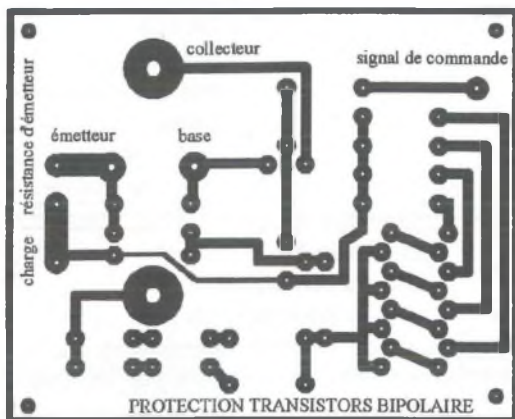 collecteur
signal de commande
émetteur
base
résistance d'émetteur
charge
PROTECTION TRANSISTORS BIPOLAIRE